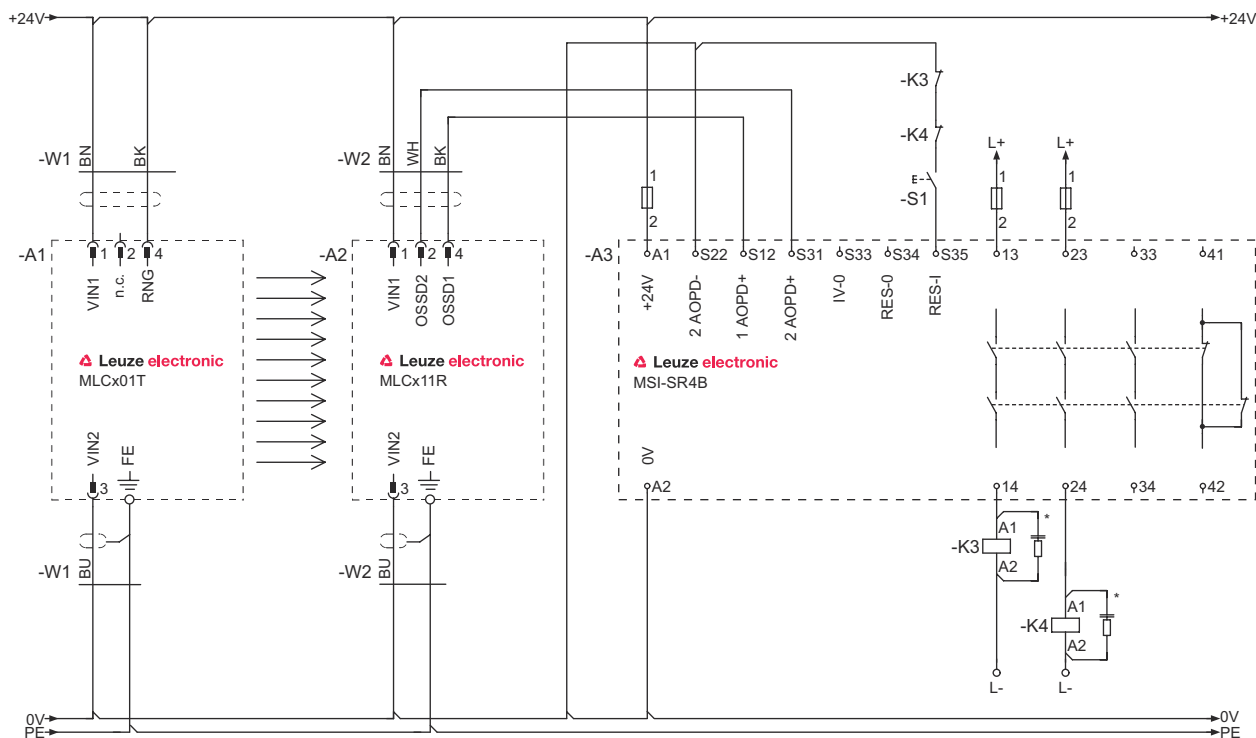 +24V
+24V
-W1
BN
BK
-W2
BN
WH
BK
-K3
-K4
E
-S1
L+
L+
1
2
1
2
1
2
-A1
1
2
4
VIN1
n.c.
RNG
-A2
1
2
4
VIN1
OSSD2
OSSD1
-A3
A1
S22
S12
S31
S33
S34
S35
13
23
33
41
+24V
2 AOPD-
1 AOPD+
2 AOPD+
IV-0
RES-0
RES-I
Leuze electronic
MLCx01T
Leuze electronic
MLCx11R
Leuze electronic
MSI-SR4B
VIN2
FE
VIN2
FE
0V
3
3
A2
14
24
34
42
-K3
A1
A2
*
-W1
BU
-W2
BU
-K4
A1
A2
*
L-
L-
0V
0V
PE
PE